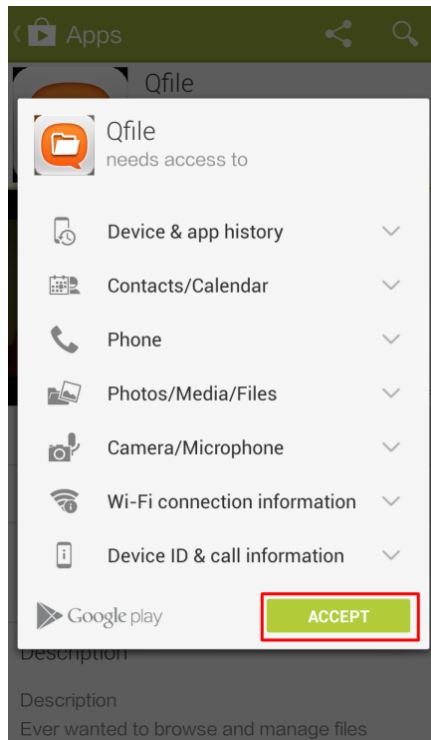 Apps
Qfile
Qfile
needs access to
Device & app history
Contacts/Calendar
Phone
Photos/Media/Files
Camera/Microphone
Wi-Fi connection information
Device ID & call information
Google play
ACCEPT
Description
Description
Ever wanted to browse and manage files